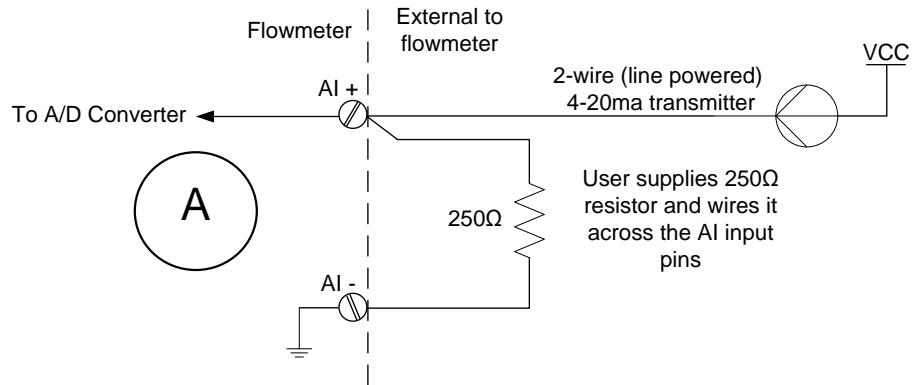 Flowmeter
External to
flowmeter
VCC
AI +
2-wire (line powered)
4-20ma transmitter
To A/D Converter
A
250Ω
User supplies 250Ω
resistor and wires it
across the AI input
pins
AI -